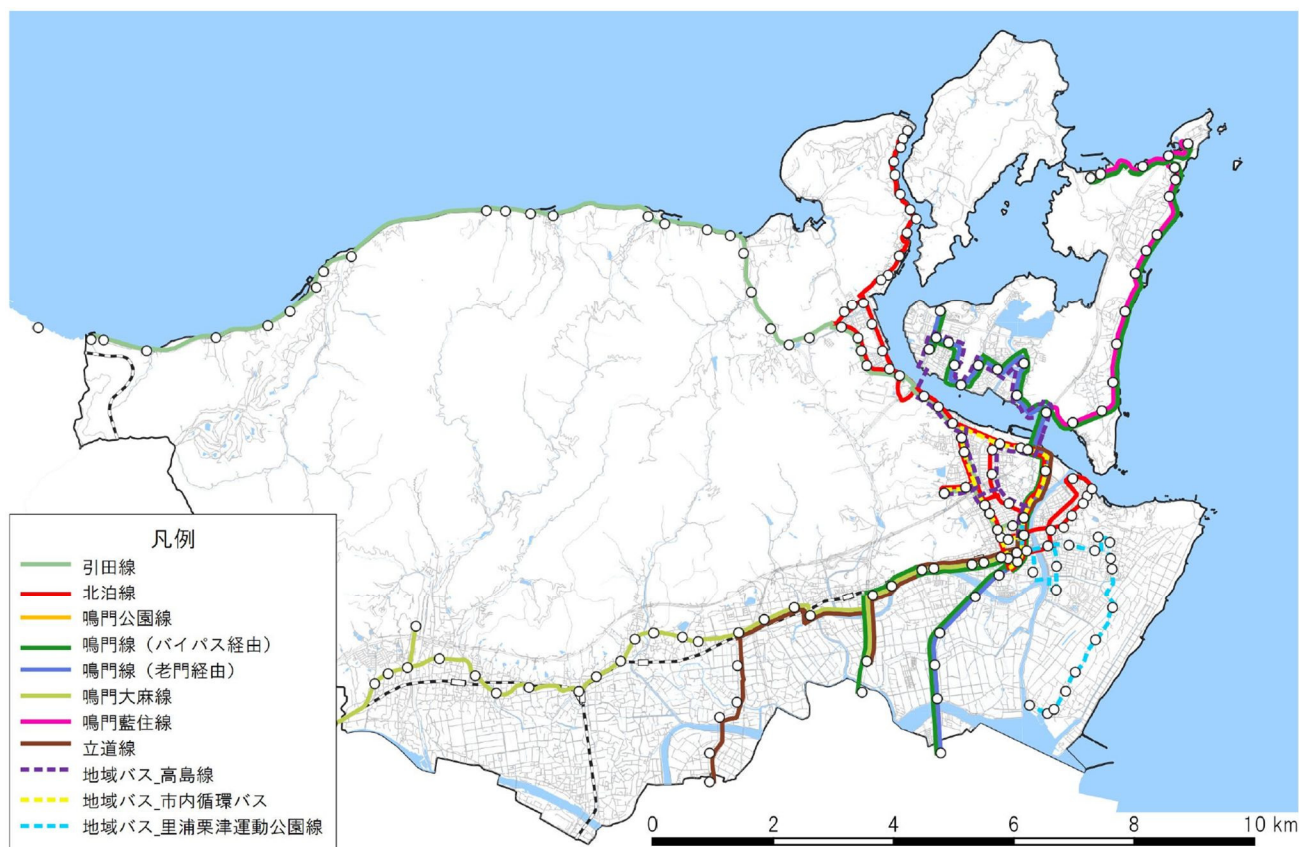 凡例
引田線
北泊線
鳴門公園線
鳴門線（バイパス経由）
鳴門線（老門経由）
鳴門大麻線
鳴門藍住線
立道線
地域バス_高島線
地域バス_市内循環バス
地域バス_里浦粟津運動公園線
0 2 4 6 8 10 km